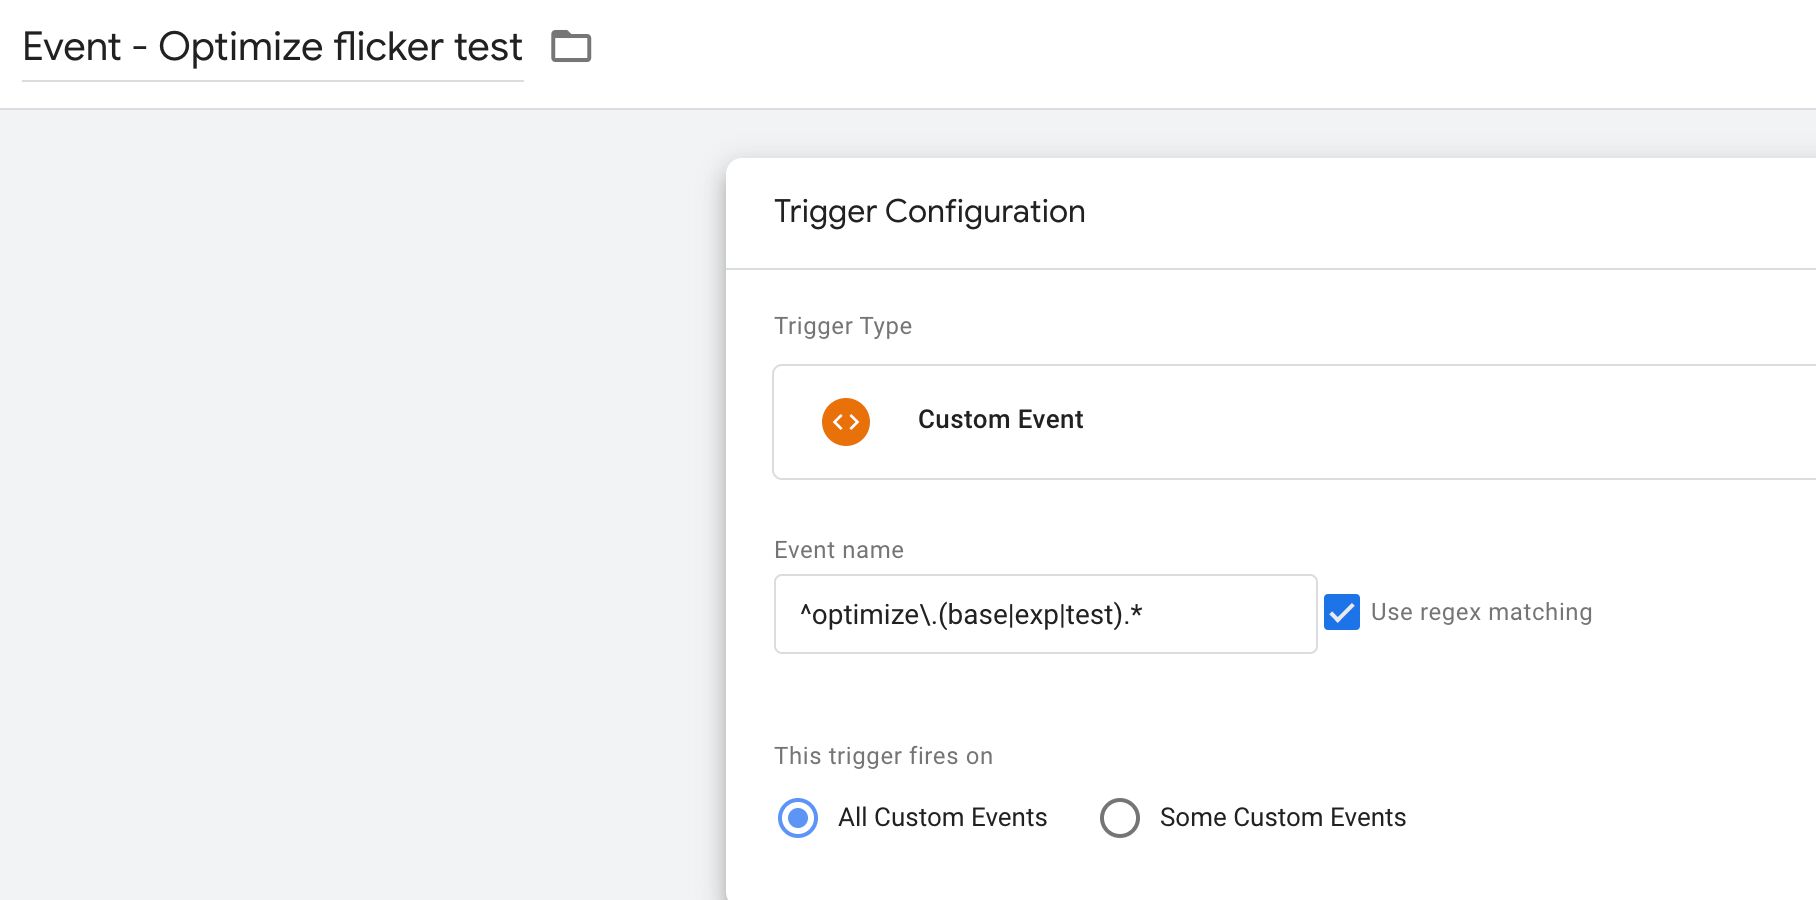 Event - Optimize flicker test
Trigger Configuration
Trigger Type
Custom Event
Event name
^optimize\.(base|exp|test).*
Use regex matching
This trigger fires on
All Custom Events
Some Custom Events